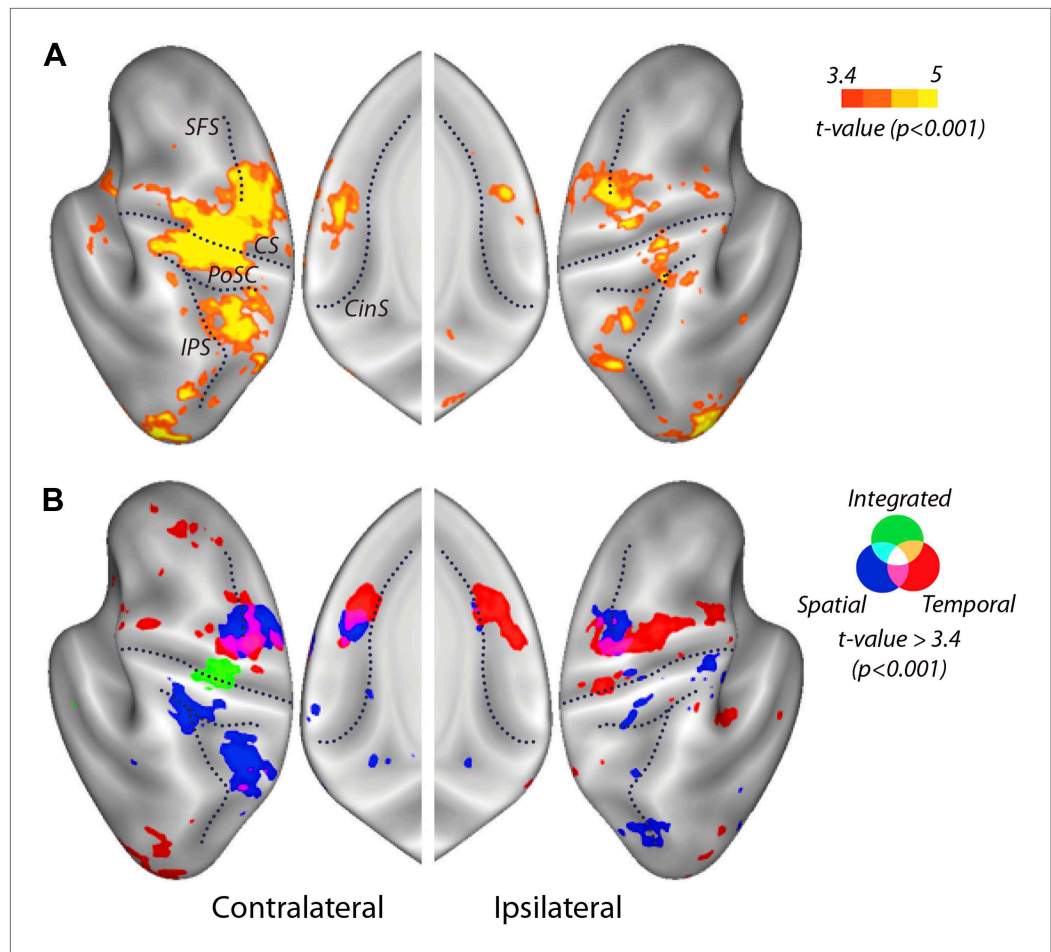 A
3.4 5
t-value (p<0.001)
SFS
CS
PoSC
CinS
IPS
B
Integrated
Spatial Temporal
t-value > 3.4
(p<0.001)
Contralateral Ipsilateral